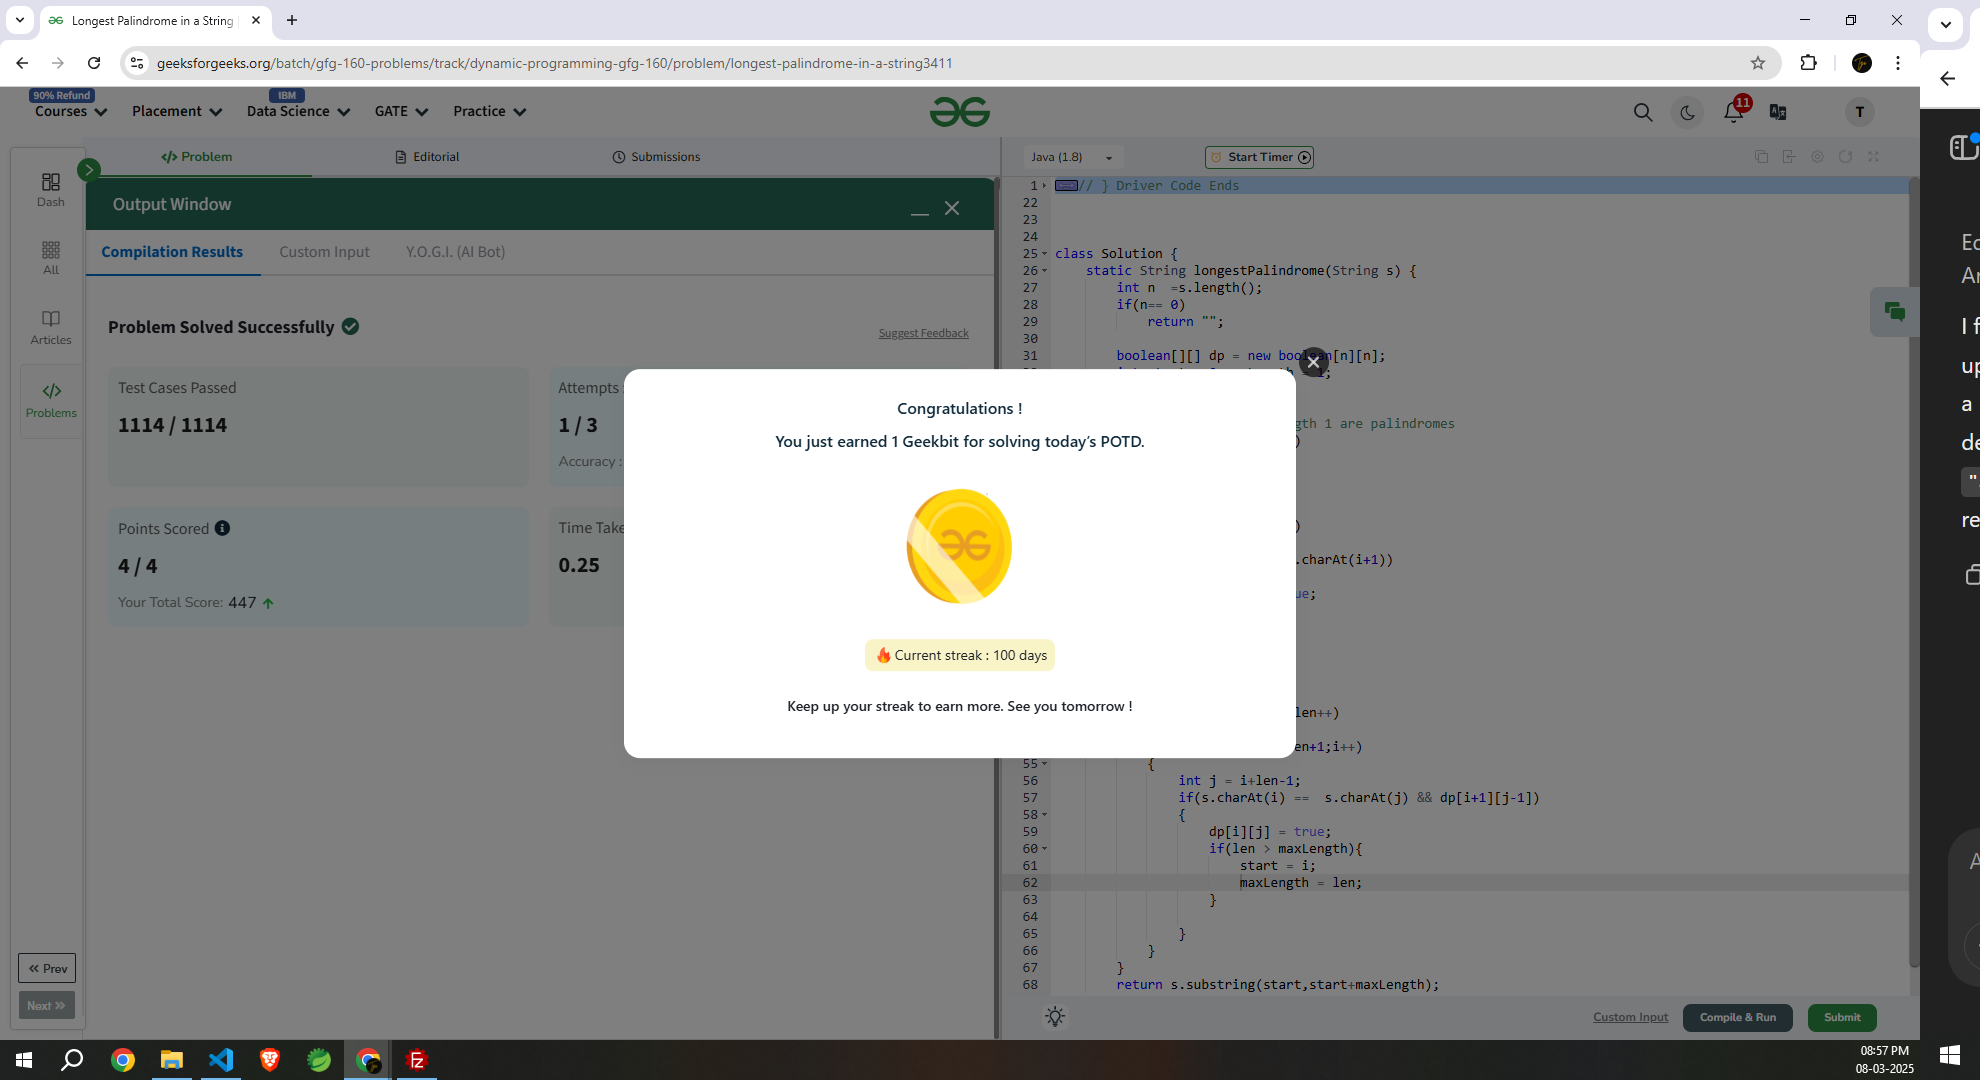 Longest Palindrome in a String
geeksforgeeks.org/batch/gfg-160-problems/track/dynamic-programming-gfg-160/problem/longest-palindrome-in-a-string3411
90% Refund
IBM
Courses
Placement
Data Science
GATE
Practice
11
T
Problem
Editorial
Submissions
Java (1.8)
Start Timer
Dash
All
Articles
Problems
Prev
Next
Output Window
Compilation Results
Custom Input
Y.O.G.I. (AI Bot)
Problem Solved Successfully
Suggest Feedback
Test Cases Passed
1114 / 1114
Attempts
1 / 3
Accuracy :
Points Scored
4 / 4
Your Total Score: 447
Time Take
0.25
Congratulations !
You just earned 1 Geekbit for solving today's POTD.
Current streak : 100 days
Keep up your streak to earn more. See you tomorrow !
1 // } Driver Code Ends
22
23
24
25 class Solution {
26 static String longestPalindrome(String s) {
27 int n  =s.length();
28 if(n== 0)
29 return "";
30
31 boolean[][] dp = new boolean[n][n];
1;
gth 1 are palindromes
)
)
.charAt(i+1))
ue;
len++)
en+1;i++)
55 {
56 int j = i+len-1;
57 if(s.charAt(i) ==  s.charAt(j) && dp[i+1][j-1])
58 {
59 dp[i][j] = true;
60 if(len > maxLength){
61 start = i;
62 maxLength = len;
63 }
64
65 }
66 }
67 }
68 return s.substring(start,start+maxLength);
Custom Input
Compile & Run
Submit
I f
up
a
de
re
08:57 PM
08-03-2025